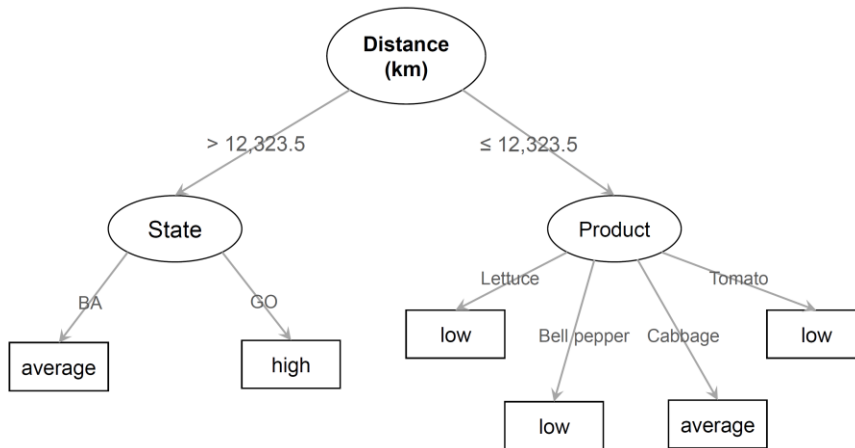 Distance
(km)
> 12,323.5
≤ 12,323.5
State
Product
BA
GO
Lettuce
Tomato
Bell pepper
Cabbage
average
high
low
low
low
average